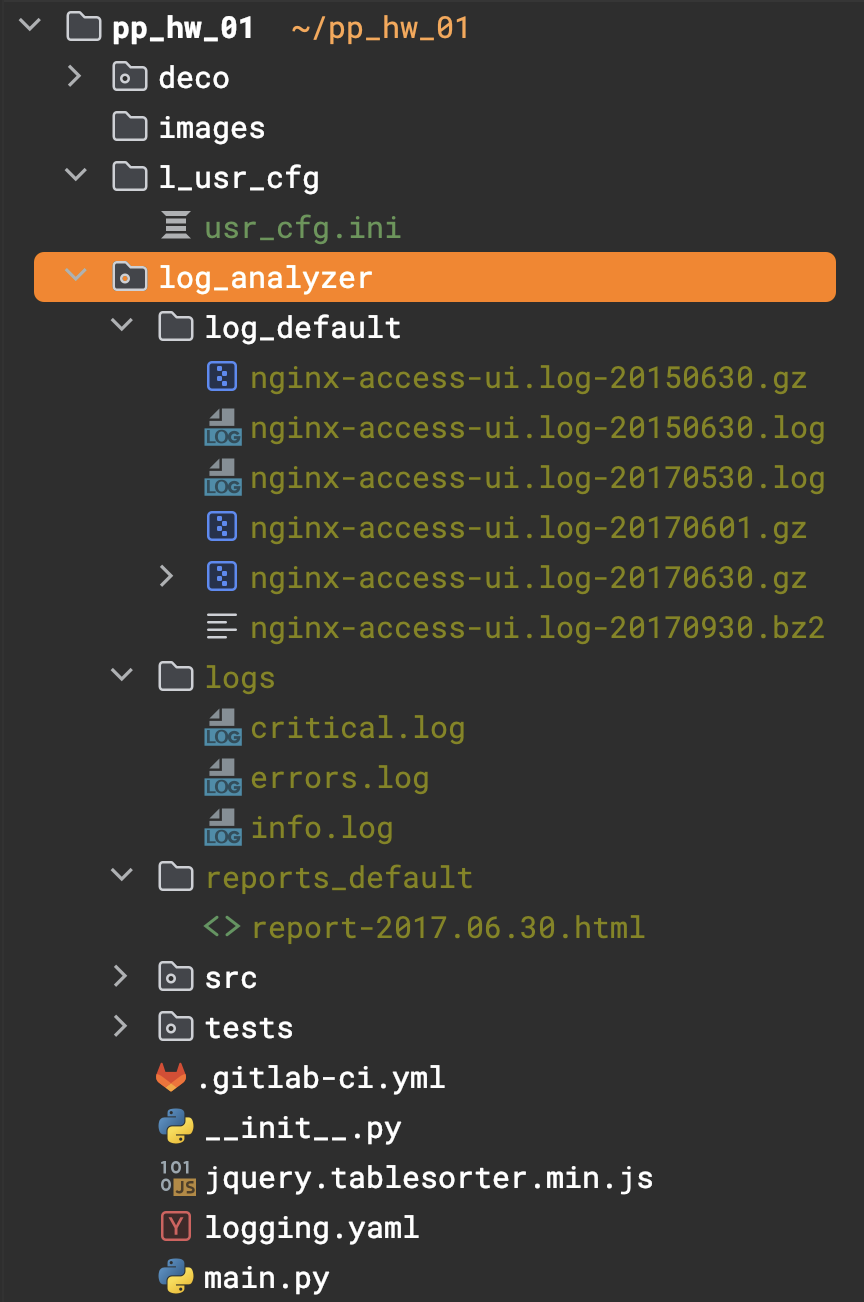 pp_hw_01 ~/pp_hw_01
deco
images
l_usr_cfg
usr_cfg.ini
log_analyzer
log_default
nginx-access-ui.log-20150630.gz
nginx-access-ui.log-20150630.log
nginx-access-ui.log-20170530.log
nginx-access-ui.log-20170601.gz
nginx-access-ui.log-20170630.gz
nginx-access-ui.log-20170930.bz2
logs
LOG critical.log
LOG errors.log
LOG info.log
reports_default
<> report-2017.06.30.html
src
tests
.gitlab-ci.yml
__init__.py
jquery.tablesorter.min.js
logging.yaml
main.py